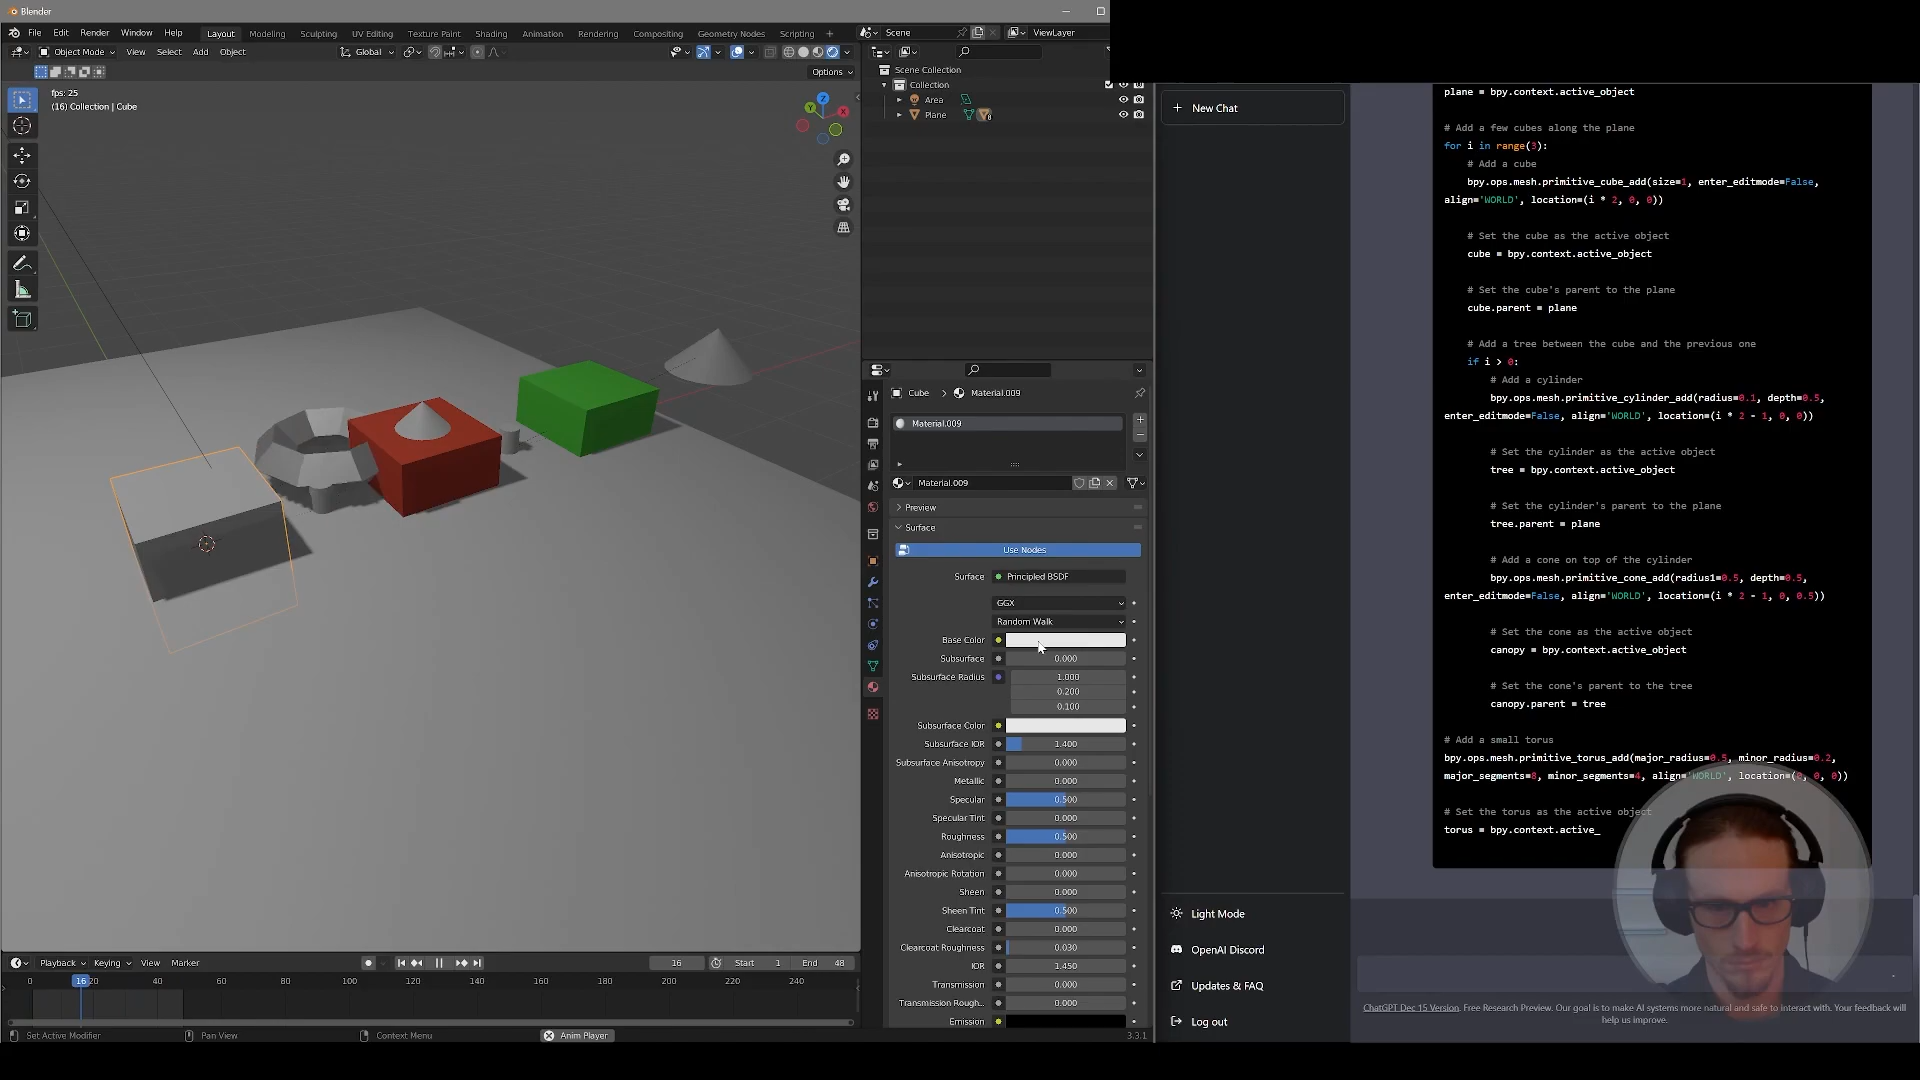 Blender
File Edit Render Window Help
Layout Modeling Sculpting UV Editing Texture Paint Shading Animation Rendering Compositing Geometry Nodes Scripting +
Scene
ViewLayer
Object Mode View Select Add Object
Global
Options
fps: 25
(16) Collection | Cube
Z
X
Y
Scene Collection
Collection
Area
Plane
Cube > Material.009
Material.009
Material.009
Preview
Surface
Use Nodes
Surface Principled BSDF
GGX
Random Walk
Base Color
Subsurface 0.000
Subsurface Radius 1.000
0.200
0.100
Subsurface Color
Subsurface IOR 1.400
Subsurface Anisotropy 0.000
Metallic 0.000
Specular 0.500
Specular Tint 0.000
Roughness 0.500
Anisotropic 0.000
Anisotropic Rotation 0.000
Sheen 0.000
Sheen Tint 0.500
Clearcoat 0.000
Clearcoat Roughness 0.030
IOR 1.450
Transmission 0.000
Transmission Rough... 0.000
Emission
Playback Keying View Marker
16 Start 1 End 48
0 16 20 40 60 80 100 120 140 160 180 200 220 240
Set Active Modifier Pan View Context Menu Anim Player 3.3.1
+ New Chat
Light Mode
OpenAI Discord
Updates & FAQ
Log out
plane = bpy.context.active_object
# Add a few cubes along the plane
for i in range(3):
# Add a cube
bpy.ops.mesh.primitive_cube_add(size=1, enter_editmode=False,
align='WORLD', location=(i * 2, 0, 0))
# Set the cube as the active object
cube = bpy.context.active_object
# Set the cube's parent to the plane
cube.parent = plane
# Add a tree between the cube and the previous one
if i > 0:
# Add a cylinder
bpy.ops.mesh.primitive_cylinder_add(radius=0.1, depth=0.5,
enter_editmode=False, align='WORLD', location=(i * 2 - 1, 0, 0))
# Set the cylinder as the active object
tree = bpy.context.active_object
# Set the cylinder's parent to the plane
tree.parent = plane
# Add a cone on top of the cylinder
bpy.ops.mesh.primitive_cone_add(radius1=0.5, depth=0.5,
enter_editmode=False, align='WORLD', location=(i * 2 - 1, 0, 0.5))
# Set the cone as the active object
canopy = bpy.context.active_object
# Set the cone's parent to the tree
canopy.parent = tree
# Add a small torus
bpy.ops.mesh.primitive_torus_add(major_radius=0.5, minor_radius=0.2,
major_segments=8, minor_segments=4, align='WORLD', location=(0, 0, 0))
# Set the torus as the active object
torus = bpy.context.active_
ChatGPT Dec 15 Version. Free Research Preview. Our goal is to make AI systems more natural and safe to interact with. Your feedback will
help us improve.